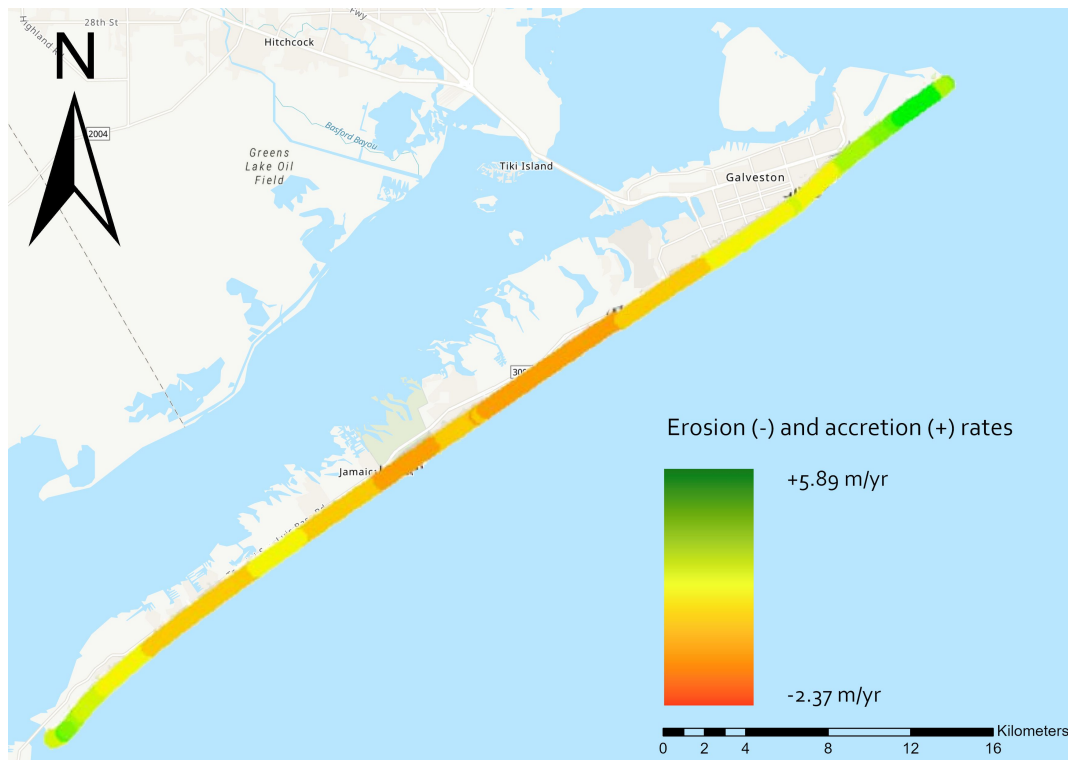 Highland
28th St
Fwy
Hitchcock
N
2004
Basford Bayou
Greens
Lake Oil
Field
Tiki Island
Galveston
Erosion (-) and accretion (+) rates
+5.89 m/yr
-2.37 m/yr
Kilometers
0 2 4 8 12 16